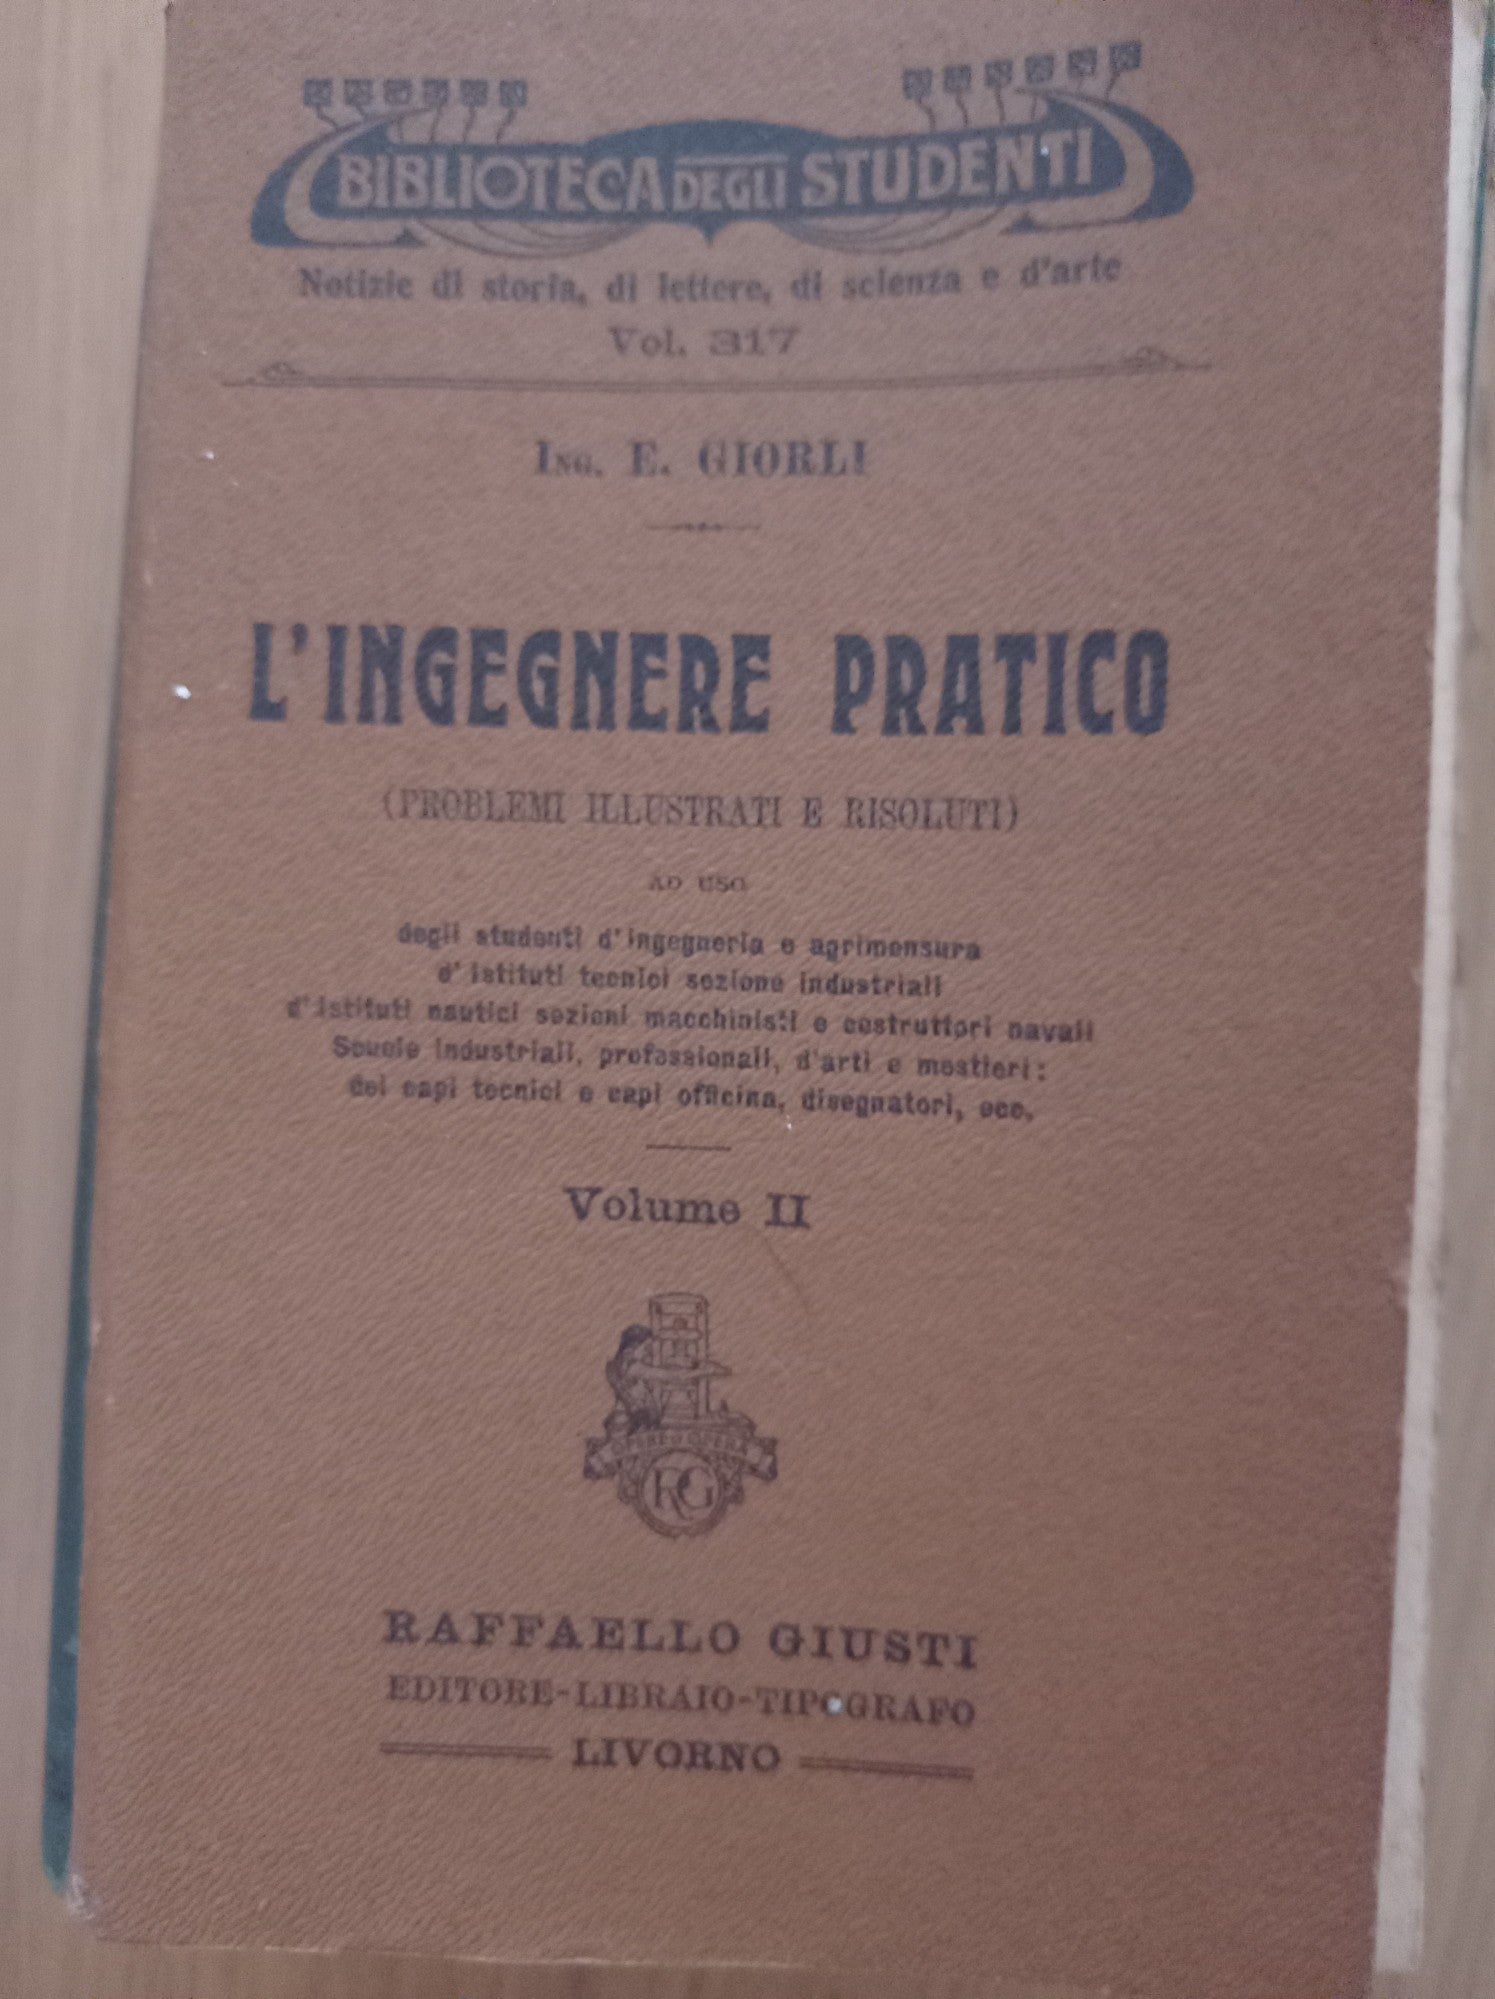 BIBLIOTECA DEGLI STUDENTI
Notizie di storia, di lettere, di scienza e d'arte
Vol. 317
ING. E. GIORLI
L'INGEGNERE PRATICO
(PROBLEMI ILLUSTRATI E RISOLUTI)
AD USO
degli studenti d'ingegneria e agrimensura
d'istituti tecnici sezione industriali
d'istituti nautici sezioni macchinisti e costruttori navali
Scuole industriali, professionali, d'arti e mestieri:
dei capi tecnici e capi officina, disegnatori, ecc.
Volume II
RG
RAFFAELLO GIUSTI
EDITORE-LIBRAIO-TIPOGRAFO
LIVORNO